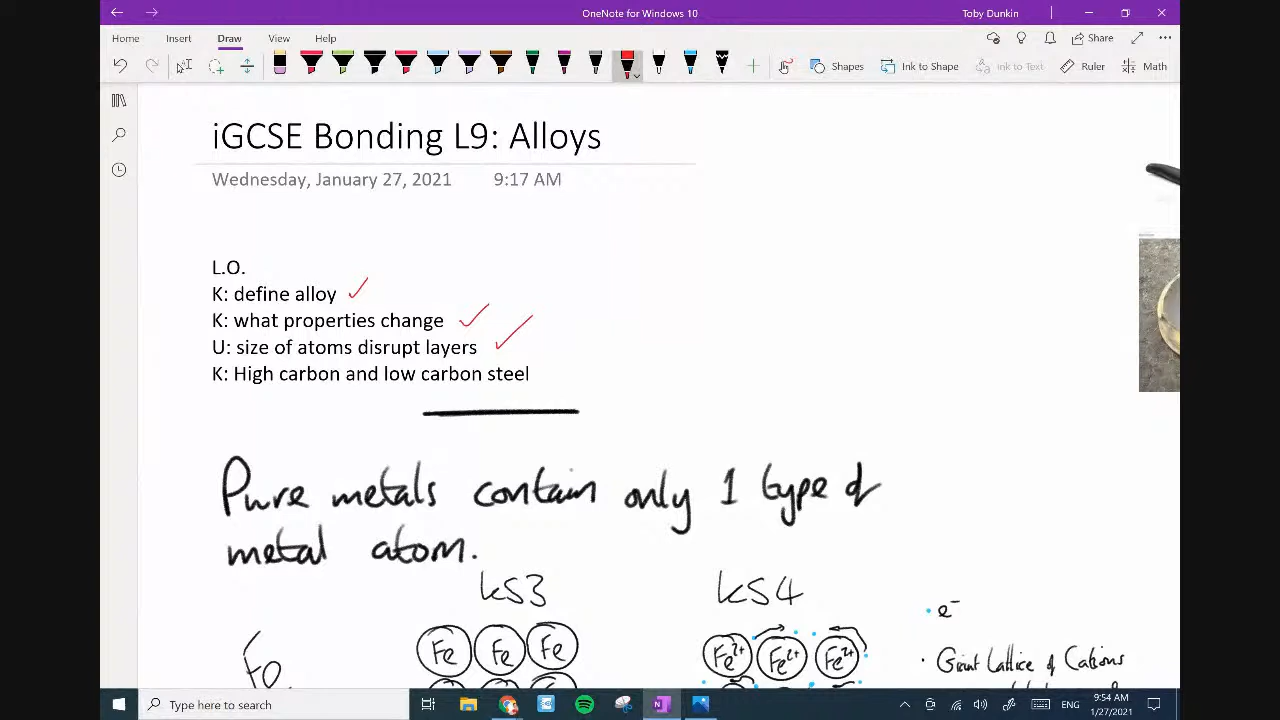 OneNote for Windows 10
Toby Dunkin
Home Insert Draw View Help
Share
Shapes Ink to Shape Ink to Text Ruler Math
iGCSE Bonding L9: Alloys
Wednesday, January 27, 2021 9:17 AM
L.O.
K: define alloy
K: what properties change
U: size of atoms disrupt layers
K: High carbon and low carbon steel
Pure metals contain only 1 type of
metal atom.
KS3 KS4
• e⁻
Fe Fe Fe Fe²⁺ Fe²⁺ Fe²⁺
Fe
· Giant Lattice of Cations
Type here to search
ENG
9:54 AM
1/27/2021